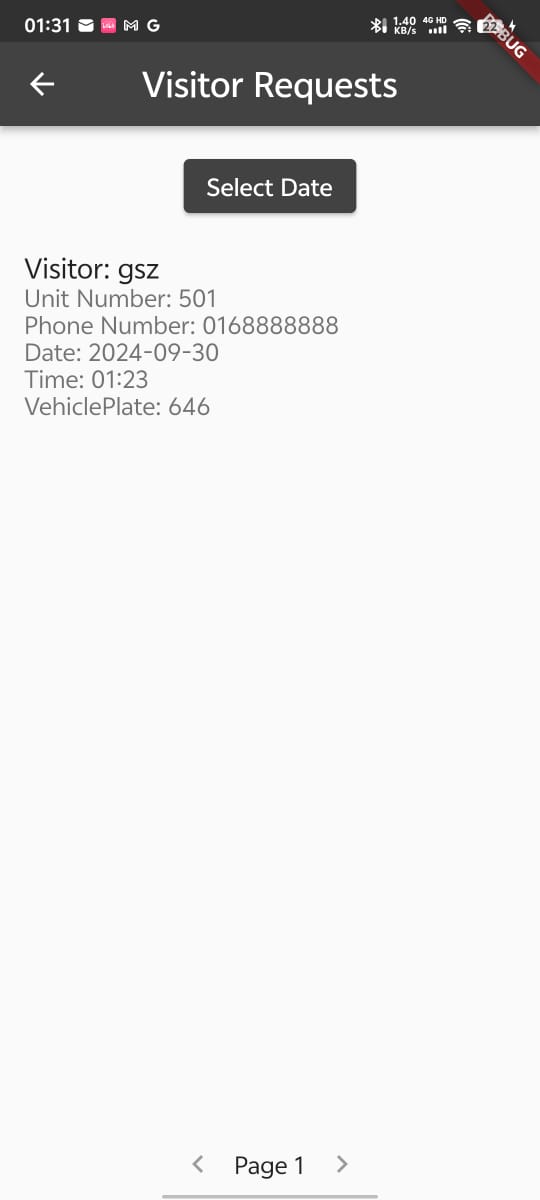 01:31
1.40 KB/s 4G HD 22
DEBUG
Visitor Requests
Select Date
Visitor: gsz
Unit Number: 501
Phone Number: 0168888888
Date: 2024-09-30
Time: 01:23
VehiclePlate: 646
Page 1